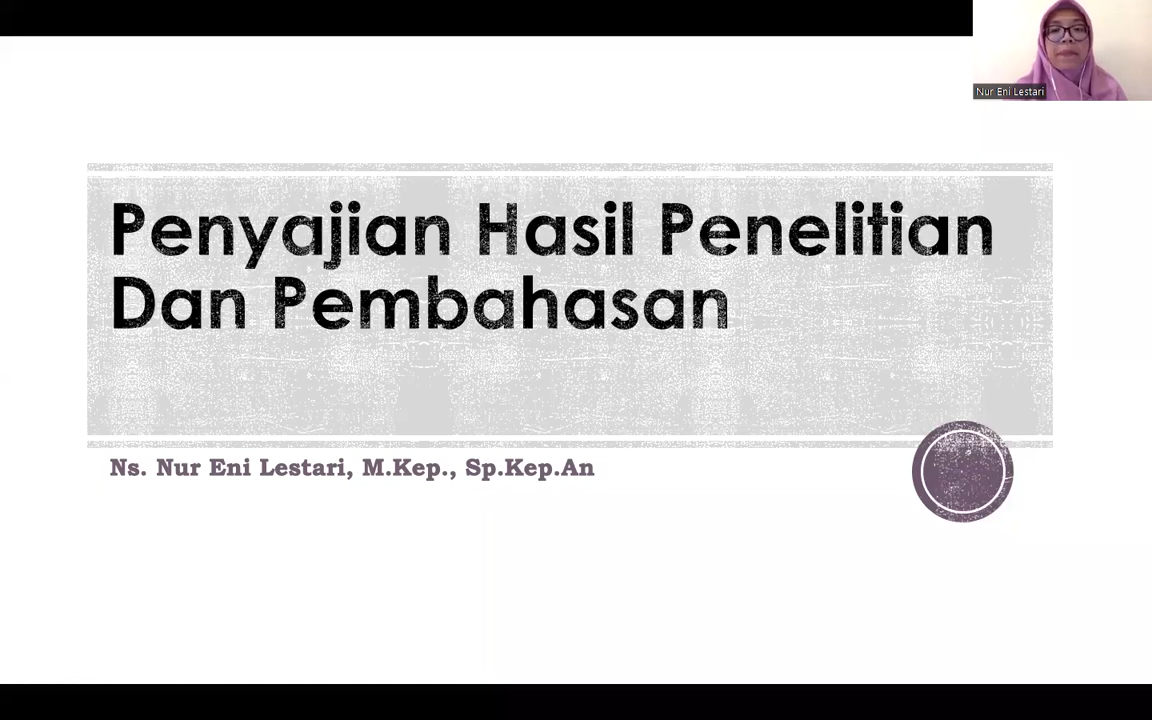 Nur Eni Lestari
Penyajian Hasil Penelitian
Dan Pembahasan
Ns. Nur Eni Lestari, M.Kep., Sp.Kep.An